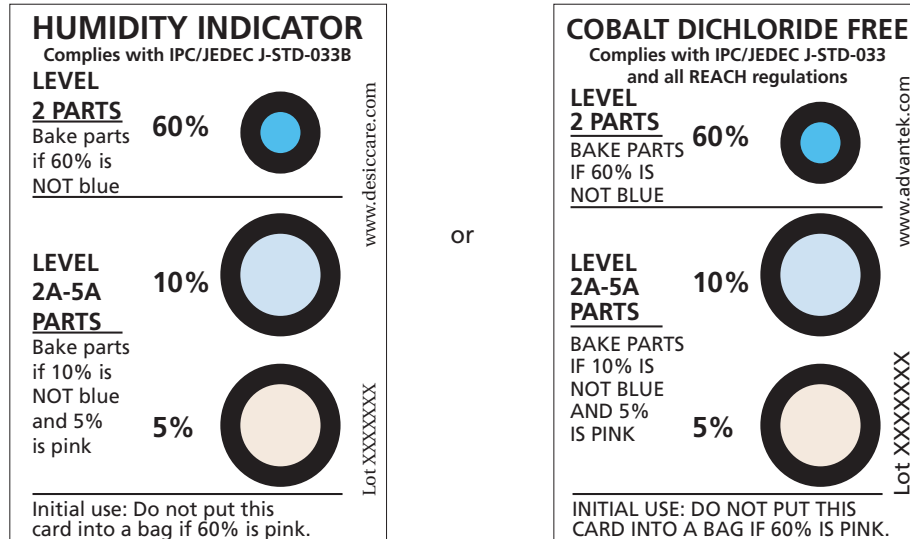 HUMIDITY INDICATOR
Complies with IPC/JEDEC J-STD-033B
LEVEL
2 PARTS
Bake parts
if 60% is
NOT blue
60%
www.desiccare.com
LEVEL
2A-5A
PARTS
Bake parts
if 10% is
NOT blue
and 5%
is pink
10%
5%
Lot XXXXXXX
Initial use: Do not put this
card into a bag if 60% is pink.
or
COBALT DICHLORIDE FREE
Complies with IPC/JEDEC J-STD-033
and all REACH regulations
LEVEL
2 PARTS
BAKE PARTS
IF 60% IS
NOT BLUE
60%
www.advantek.com
LEVEL
2A-5A
PARTS
BAKE PARTS
IF 10% IS
NOT BLUE
AND 5%
IS PINK
10%
5%
Lot XXXXXXX
INITIAL USE: DO NOT PUT THIS
CARD INTO A BAG IF 60% IS PINK.